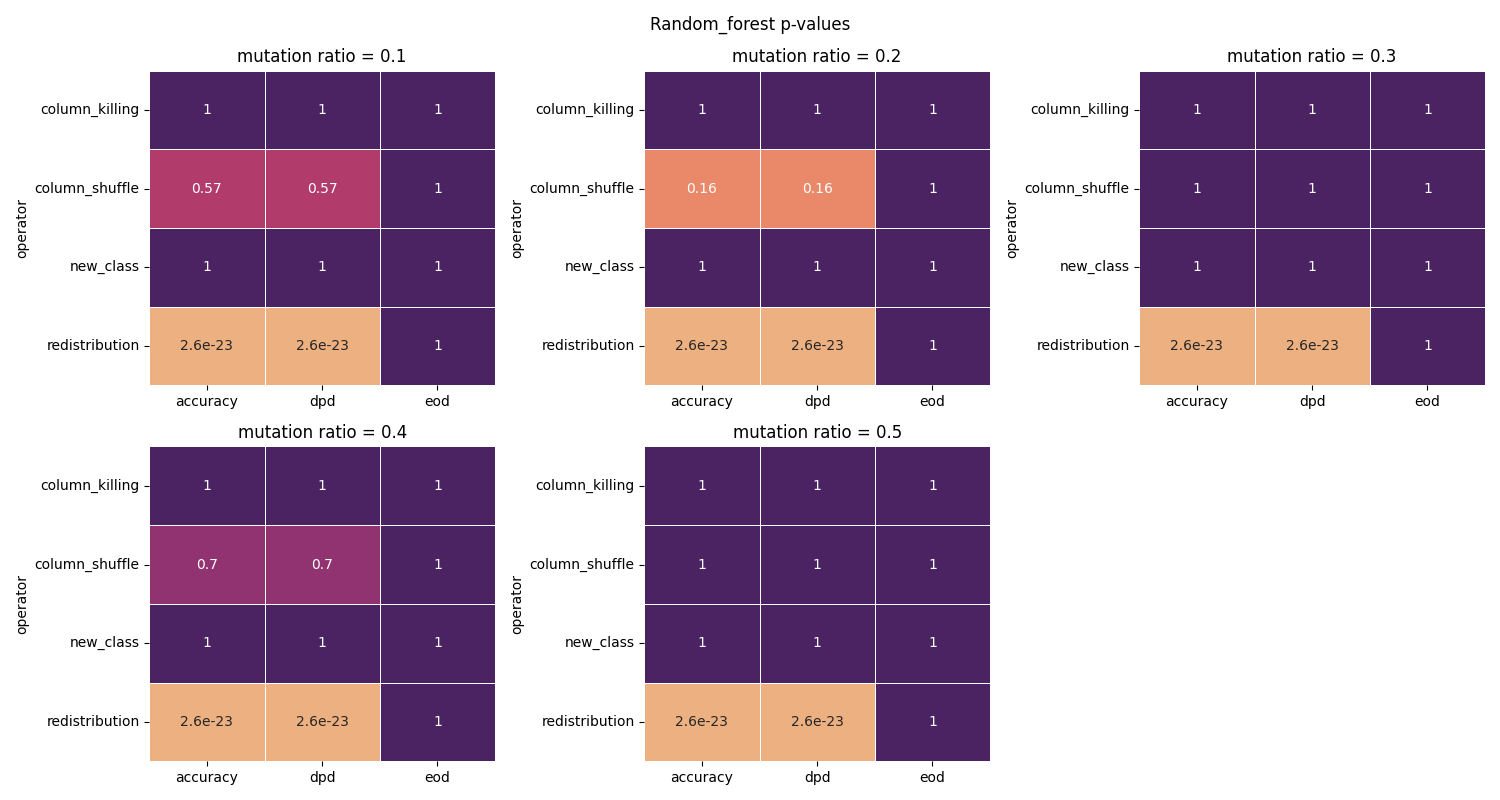 Random_forest p-values
mutation ratio = 0.1
column_killing 1 1 1
column_shuffle 0.57 0.57 1
new_class 1 1 1
redistribution 2.6e-23 2.6e-23 1
operator
accuracy dpd eod
mutation ratio = 0.2
column_killing 1 1 1
column_shuffle 0.16 0.16 1
new_class 1 1 1
redistribution 2.6e-23 2.6e-23 1
operator
accuracy dpd eod
mutation ratio = 0.3
column_killing 1 1 1
column_shuffle 1 1 1
new_class 1 1 1
redistribution 2.6e-23 2.6e-23 1
operator
accuracy dpd eod
mutation ratio = 0.4
column_killing 1 1 1
column_shuffle 0.7 0.7 1
new_class 1 1 1
redistribution 2.6e-23 2.6e-23 1
operator
accuracy dpd eod
mutation ratio = 0.5
column_killing 1 1 1
column_shuffle 1 1 1
new_class 1 1 1
redistribution 2.6e-23 2.6e-23 1
operator
accuracy dpd eod